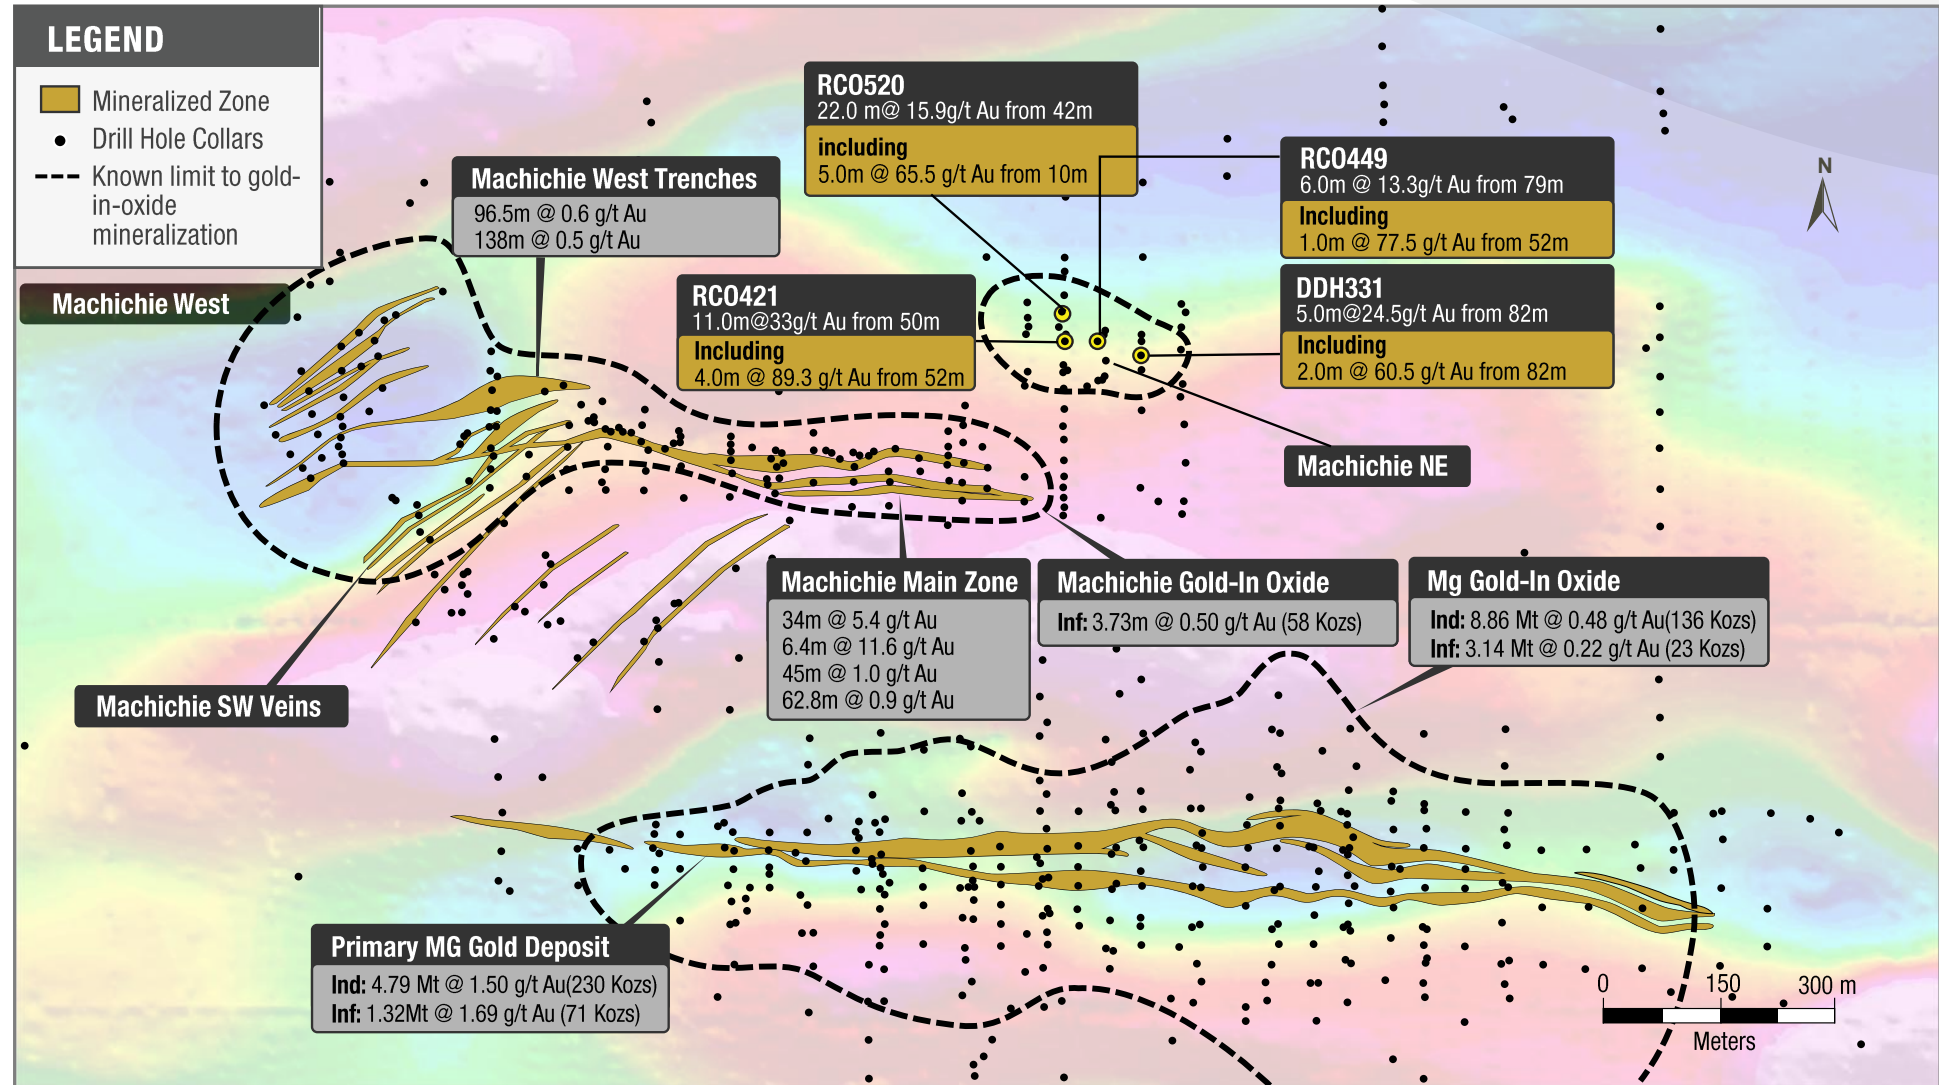 LEGEND
Mineralized Zone
Drill Hole Collars
Known limit to gold-
in-oxide
mineralization
Machichie West
Machichie West Trenches
96.5m @ 0.6 g/t Au
138m @ 0.5 g/t Au
RCO520
22.0 m@ 15.9g/t Au from 42m
including
5.0m @ 65.5 g/t Au from 10m
RCO449
6.0m @ 13.3g/t Au from 79m
Including
1.0m @ 77.5 g/t Au from 52m
N
RCO421
11.0m@33g/t Au from 50m
Including
4.0m @ 89.3 g/t Au from 52m
DDH331
5.0m@24.5g/t Au from 82m
Including
2.0m @ 60.5 g/t Au from 82m
Machichie NE
Machichie Main Zone
34m @ 5.4 g/t Au
6.4m @ 11.6 g/t Au
45m @ 1.0 g/t Au
62.8m @ 0.9 g/t Au
Machichie Gold-In Oxide
Inf: 3.73m @ 0.50 g/t Au (58 Kozs)
Mg Gold-In Oxide
Ind: 8.86 Mt @ 0.48 g/t Au(136 Kozs)
Inf: 3.14 Mt @ 0.22 g/t Au (23 Kozs)
Machichie SW Veins
Primary MG Gold Deposit
Ind: 4.79 Mt @ 1.50 g/t Au(230 Kozs)
Inf: 1.32Mt @ 1.69 g/t Au (71 Kozs)
0 150 300 m
Meters